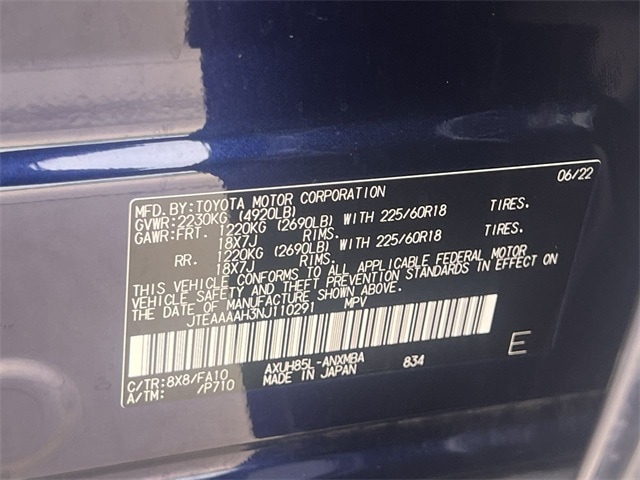 MFD. BY: TOYOTA MOTOR CORPORATION 06/22
GVWR: 2230KG (4920LB)
GAWR: FRT. 1220KG (2690LB) WITH 225/60R18 TIRES.
18X7J RIMS.
RR. 1220KG (2690LB) WITH 225/60R18 TIRES.
18X7J RIMS.
THIS VEHICLE CONFORMS TO ALL APPLICABLE FEDERAL MOTOR
VEHICLE SAFETY AND THEFT PREVENTION STANDARDS IN EFFECT ON
THE DATE OF MANUFACTURE SHOWN ABOVE.
JTEAAAAH3NJ110291 MPV
C/TR: 8X8/FA10 AXUH85L-ANXMBA 834 E
A/TM: /P710 MADE IN JAPAN